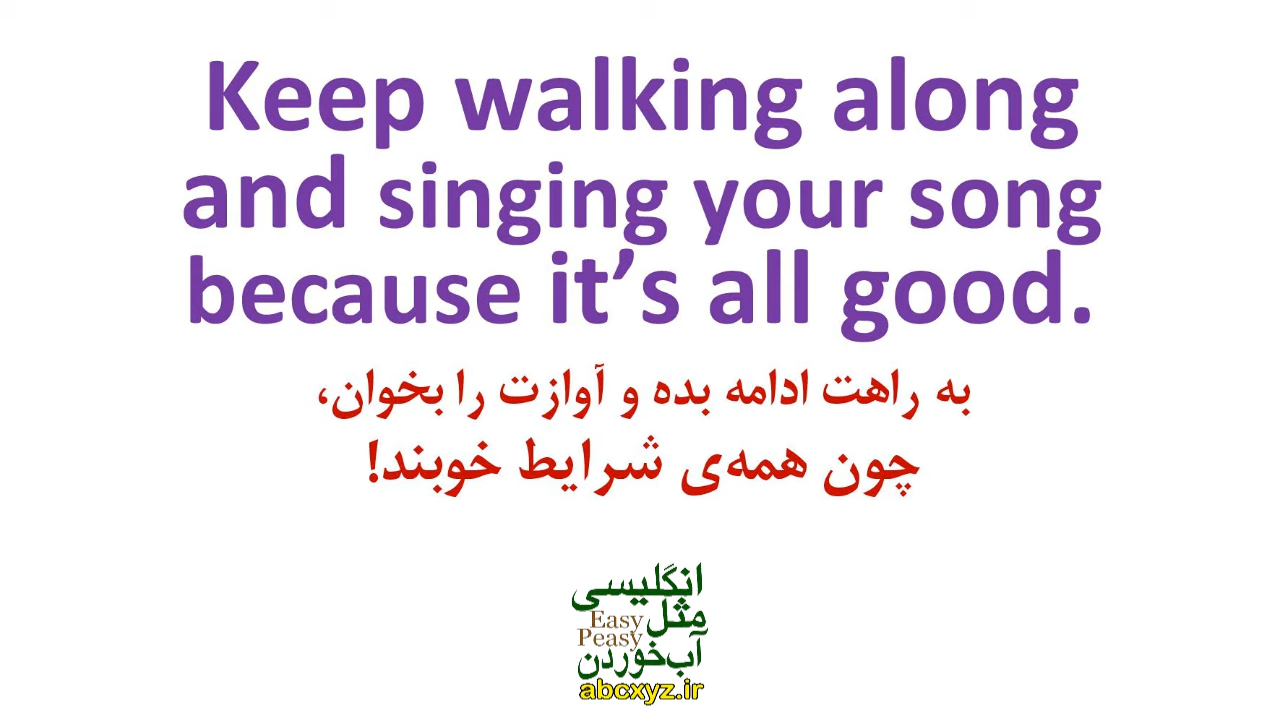 Keep walking along
and singing your song
because it’s all good.
به راهت ادامه بده و آوازت را بخوان،
چون همه‌ی شرایط خوبند!
انگلیسی
مثل
Easy
Peasy
آب‌خوردن
abcxyz.ir